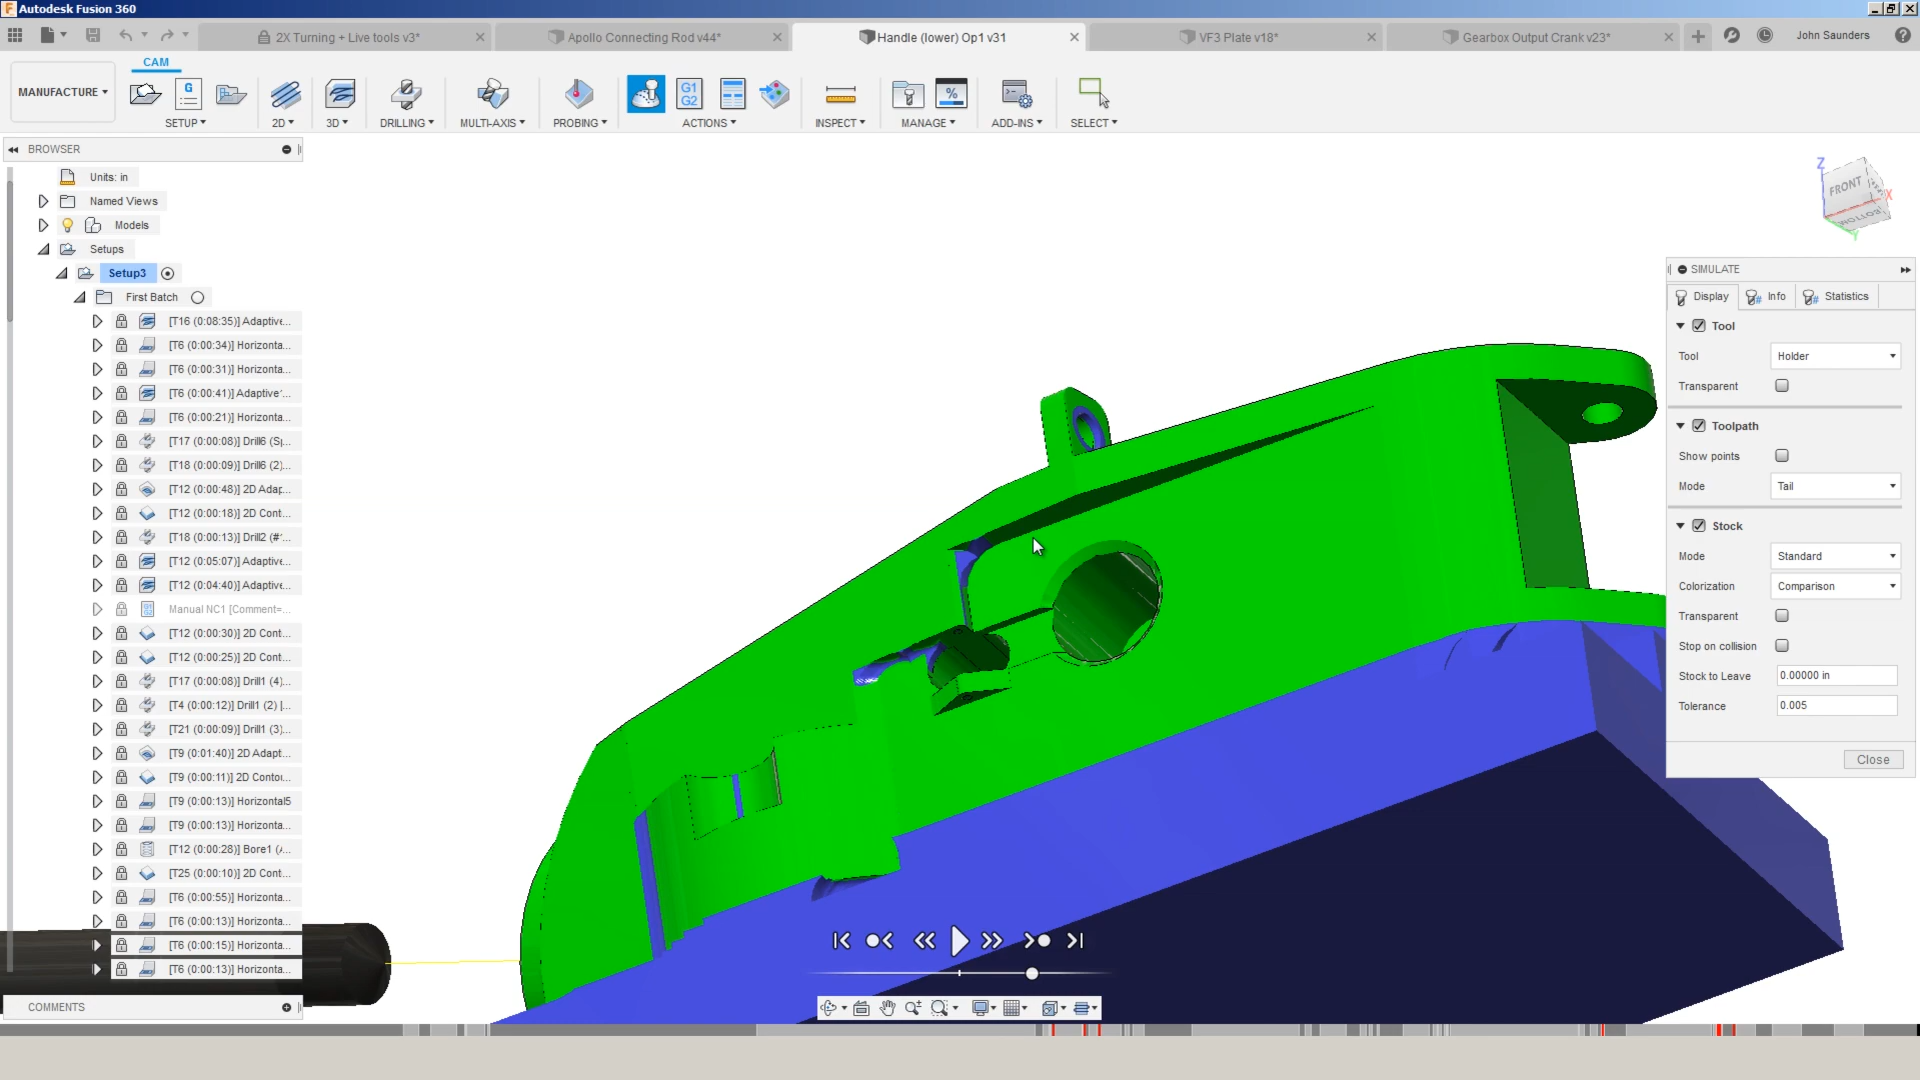 Autodesk Fusion 360
2X Turning + Live tools v3*
Apollo Connecting Rod v44*
Handle (lower) Op1 v31
VF3 Plate v18*
Gearbox Output Crank v23*
John Saunders
CAM
MANUFACTURE
SETUP
2D
3D
DRILLING
MULTI-AXIS
PROBING
G1
G2
ACTIONS
INSPECT
MANAGE
ADD-INS
SELECT
BROWSER
Units: in
Named Views
Models
Setups
Setup3
First Batch
[T16 (0:08:35)] Adaptive...
[T6 (0:00:34)] Horizonta...
[T6 (0:00:31)] Horizonta...
[T6 (0:00:41)] Adaptive...
[T6 (0:00:21)] Horizonta...
[T17 (0:00:08)] Drill6 (S...
[T18 (0:00:09)] Drill6 (2)...
[T12 (0:00:48)] 2D Adap...
[T12 (0:00:18)] 2D Cont...
[T18 (0:00:13)] Drill2 (#...
[T12 (0:05:07)] Adaptive...
[T12 (0:04:40)] Adaptive...
Manual NC1 [Comment=...
[T12 (0:00:30)] 2D Cont...
[T12 (0:00:25)] 2D Cont...
[T17 (0:00:08)] Drill1 (4)...
[T4 (0:00:12)] Drill1 (2) |...
[T21 (0:00:09)] Drill1 (3)...
[T9 (0:01:40)] 2D Adapt...
[T9 (0:00:11)] 2D Contou...
[T9 (0:00:13)] Horizontal5
[T9 (0:00:13)] Horizonta...
[T12 (0:00:28)] Bore1 (...
[T25 (0:00:10)] 2D Cont...
[T6 (0:00:55)] Horizonta...
[T6 (0:00:13)] Horizonta...
[T6 (0:00:15)] Horizonta...
[T6 (0:00:13)] Horizonta...
COMMENTS
Z
FRONT
X
BOTTOM
Y
SIMULATE
Display
Info
Statistics
Tool
Tool Holder
Transparent
Toolpath
Show points
Mode Tail
Stock
Mode Standard
Colorization Comparison
Transparent
Stop on collision
Stock to Leave 0.00000 in
Tolerance 0.005
Close